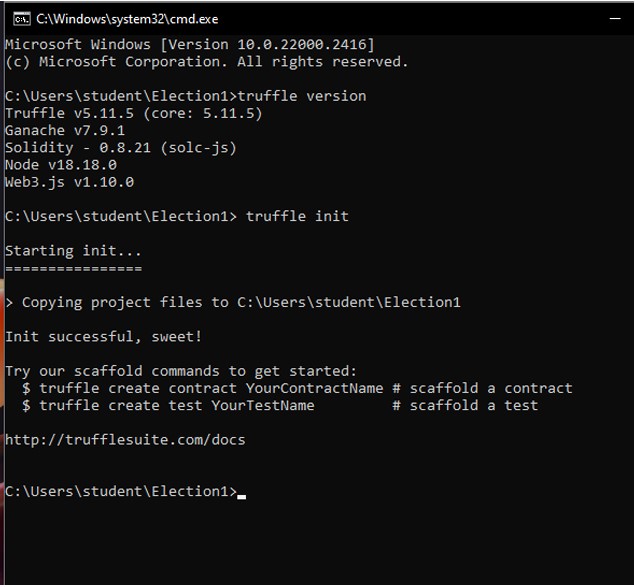 C:\Windows\system32\cmd.exe
Microsoft Windows [Version 10.0.22000.2416]
(c) Microsoft Corporation. All rights reserved.
C:\Users\student\Election1>truffle version
Truffle v5.11.5 (core: 5.11.5)
Ganache v7.9.1
Solidity - 0.8.21 (solc-js)
Node v18.18.0
Web3.js v1.10.0
C:\Users\student\Election1> truffle init
Starting init...
================
> Copying project files to C:\Users\student\Election1
Init successful, sweet!
Try our scaffold commands to get started:
$ truffle create contract YourContractName # scaffold a contract
$ truffle create test YourTestName # scaffold a test
http://trufflesuite.com/docs
C:\Users\student\Election1>